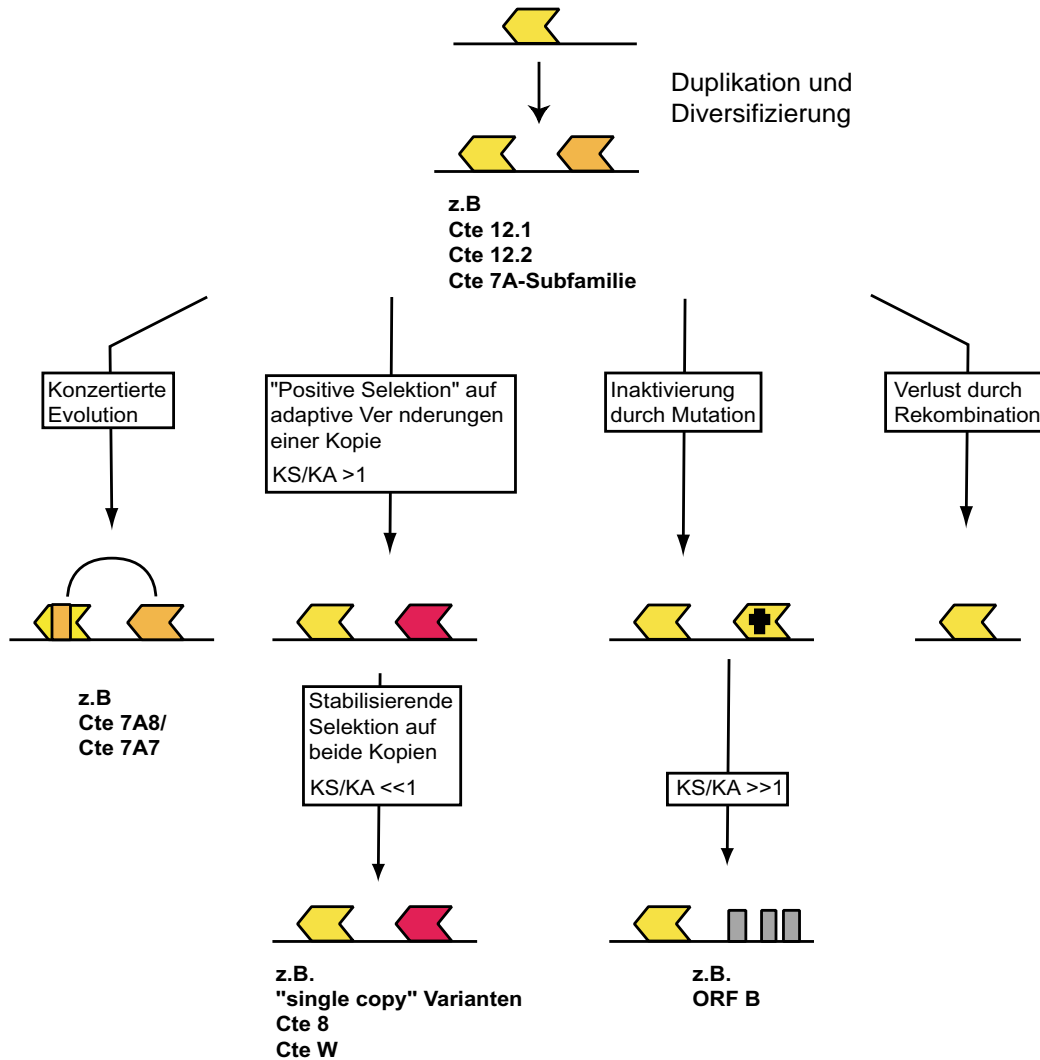 Duplikation und
Diversifizierung
z.B
Cte 12.1
Cte 12.2
Cte 7A-Subfamilie
Konzertierte
Evolution
"Positive Selektion" auf
adaptive Ver nderungen
einer Kopie
KS/KA >1
Inaktivierung
durch Mutation
Verlust durch
Rekombination
z.B
Cte 7A8/
Cte 7A7
Stabilisierende
Selektion auf
beide Kopien
KS/KA <<1
KS/KA >>1
z.B.
"single copy" Varianten
Cte 8
Cte W
z.B.
ORF B